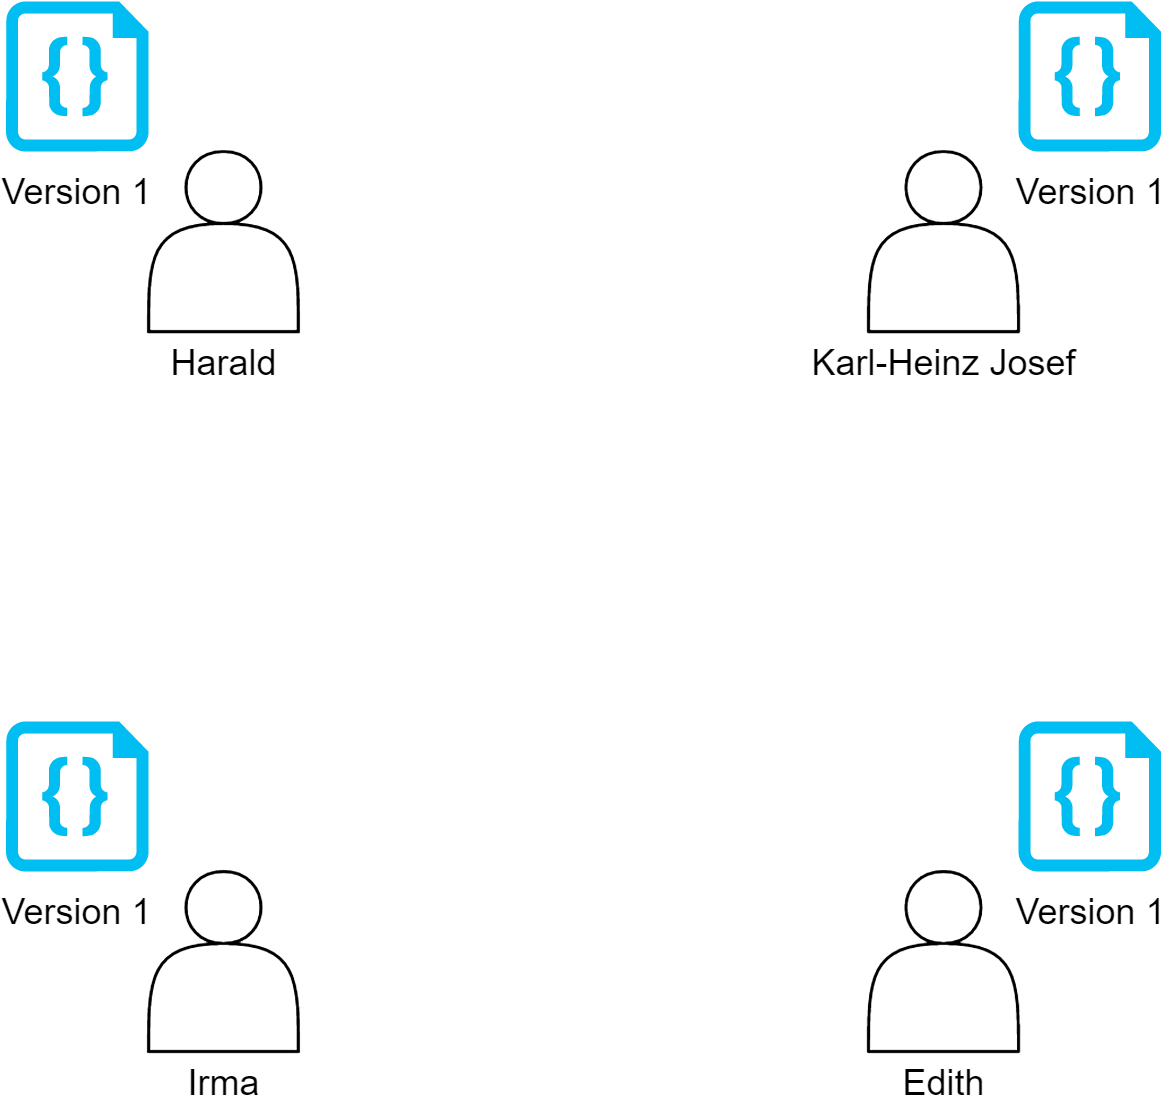 { }
{ }
Version 1
Version 1
Harald
Karl-Heinz Josef
{ }
{ }
Version 1
Version 1
Irma
Edith